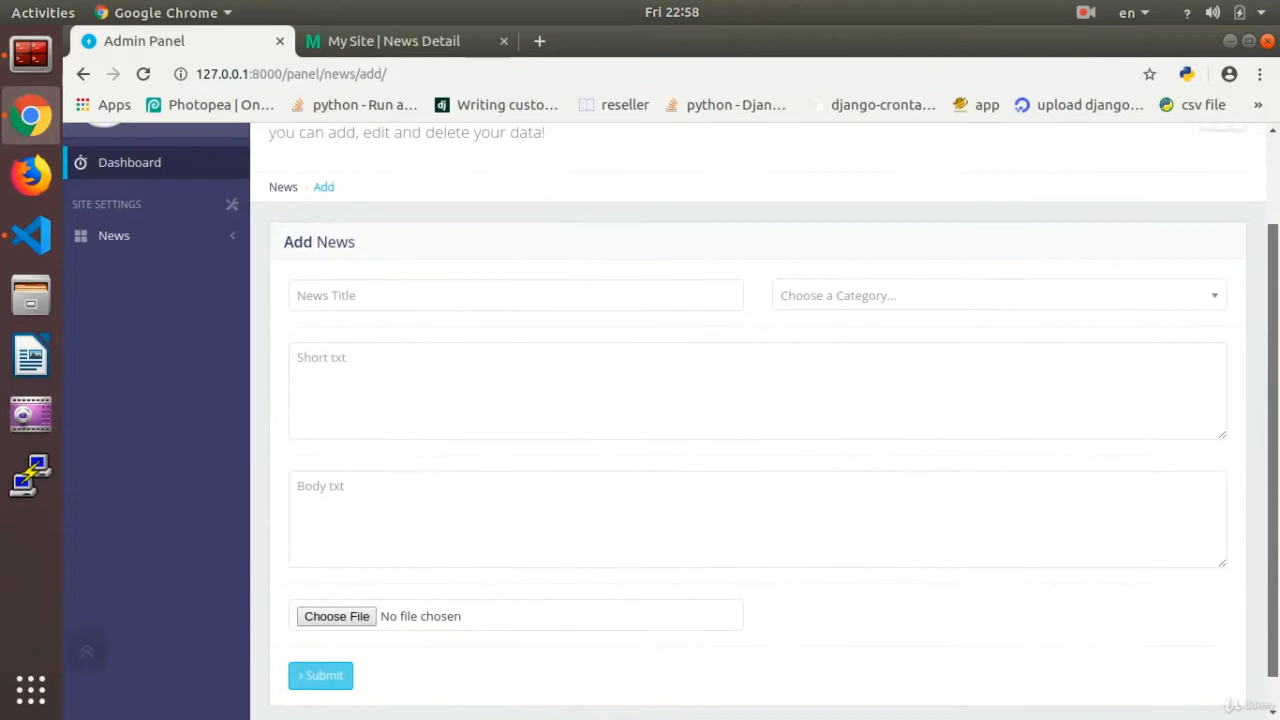 Activities
Google Chrome
Fri 22:58
en
?
Admin Panel
M My Site | News Detail
127.0.0.1:8000/panel/news/add/
Apps
Photopea | On...
python - Run a...
dj Writing custo...
reseller
python - Djan...
django-cronta...
app
upload django...
csv file
»
you can add, edit and delete your data!
Dashboard
SITE SETTINGS
News
News
Add
Add News
News Title
Choose a Category...
Short txt
Body txt
Choose File No file chosen
› Submit
Udemy